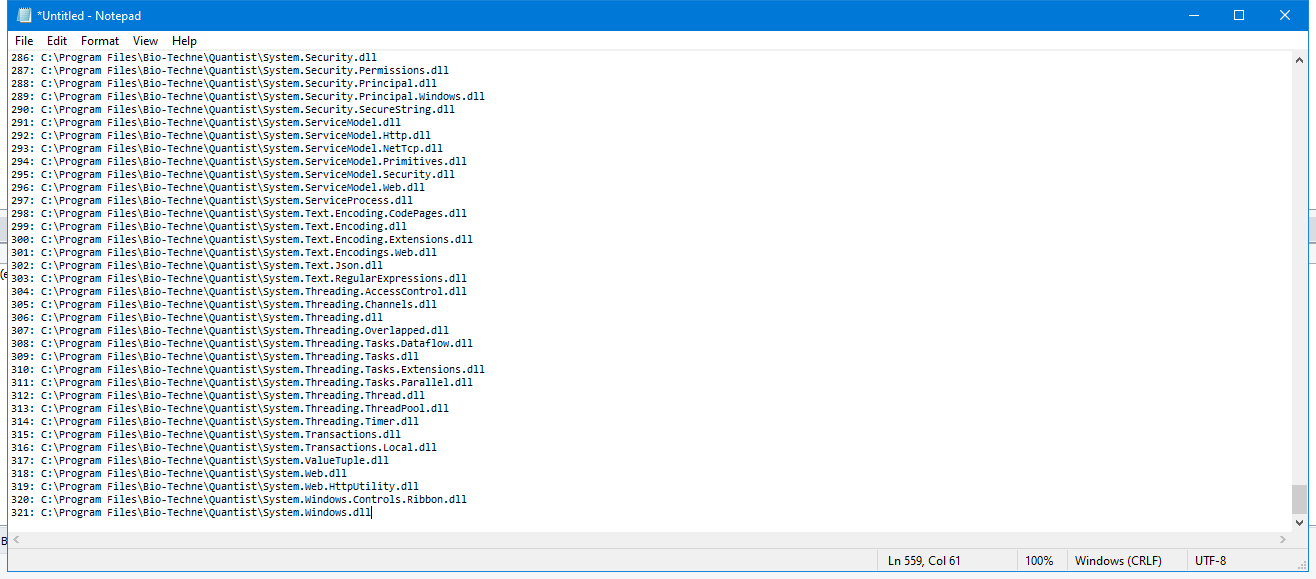 *Untitled - Notepad
File Edit Format View Help
286: C:\Program Files\Bio-Techne\Quantist\System.Security.dll
287: C:\Program Files\Bio-Techne\Quantist\System.Security.Permissions.dll
288: C:\Program Files\Bio-Techne\Quantist\System.Security.Principal.dll
289: C:\Program Files\Bio-Techne\Quantist\System.Security.Principal.Windows.dll
290: C:\Program Files\Bio-Techne\Quantist\System.Security.SecureString.dll
291: C:\Program Files\Bio-Techne\Quantist\System.ServiceModel.dll
292: C:\Program Files\Bio-Techne\Quantist\System.ServiceModel.Http.dll
293: C:\Program Files\Bio-Techne\Quantist\System.ServiceModel.NetTcp.dll
294: C:\Program Files\Bio-Techne\Quantist\System.ServiceModel.Primitives.dll
295: C:\Program Files\Bio-Techne\Quantist\System.ServiceModel.Security.dll
296: C:\Program Files\Bio-Techne\Quantist\System.ServiceModel.Web.dll
297: C:\Program Files\Bio-Techne\Quantist\System.ServiceProcess.dll
298: C:\Program Files\Bio-Techne\Quantist\System.Text.Encoding.CodePages.dll
299: C:\Program Files\Bio-Techne\Quantist\System.Text.Encoding.dll
300: C:\Program Files\Bio-Techne\Quantist\System.Text.Encoding.Extensions.dll
301: C:\Program Files\Bio-Techne\Quantist\System.Text.Encodings.Web.dll
302: C:\Program Files\Bio-Techne\Quantist\System.Text.Json.dll
303: C:\Program Files\Bio-Techne\Quantist\System.Text.RegularExpressions.dll
304: C:\Program Files\Bio-Techne\Quantist\System.Threading.AccessControl.dll
305: C:\Program Files\Bio-Techne\Quantist\System.Threading.Channels.dll
306: C:\Program Files\Bio-Techne\Quantist\System.Threading.dll
307: C:\Program Files\Bio-Techne\Quantist\System.Threading.Overlapped.dll
308: C:\Program Files\Bio-Techne\Quantist\System.Threading.Tasks.Dataflow.dll
309: C:\Program Files\Bio-Techne\Quantist\System.Threading.Tasks.dll
310: C:\Program Files\Bio-Techne\Quantist\System.Threading.Tasks.Extensions.dll
311: C:\Program Files\Bio-Techne\Quantist\System.Threading.Tasks.Parallel.dll
312: C:\Program Files\Bio-Techne\Quantist\System.Threading.Thread.dll
313: C:\Program Files\Bio-Techne\Quantist\System.Threading.ThreadPool.dll
314: C:\Program Files\Bio-Techne\Quantist\System.Threading.Timer.dll
315: C:\Program Files\Bio-Techne\Quantist\System.Transactions.dll
316: C:\Program Files\Bio-Techne\Quantist\System.Transactions.Local.dll
317: C:\Program Files\Bio-Techne\Quantist\System.ValueTuple.dll
318: C:\Program Files\Bio-Techne\Quantist\System.Web.dll
319: C:\Program Files\Bio-Techne\Quantist\System.Web.HttpUtility.dll
320: C:\Program Files\Bio-Techne\Quantist\System.Windows.Controls.Ribbon.dll
321: C:\Program Files\Bio-Techne\Quantist\System.Windows.dll
Ln 559, Col 61 100% Windows (CRLF) UTF-8